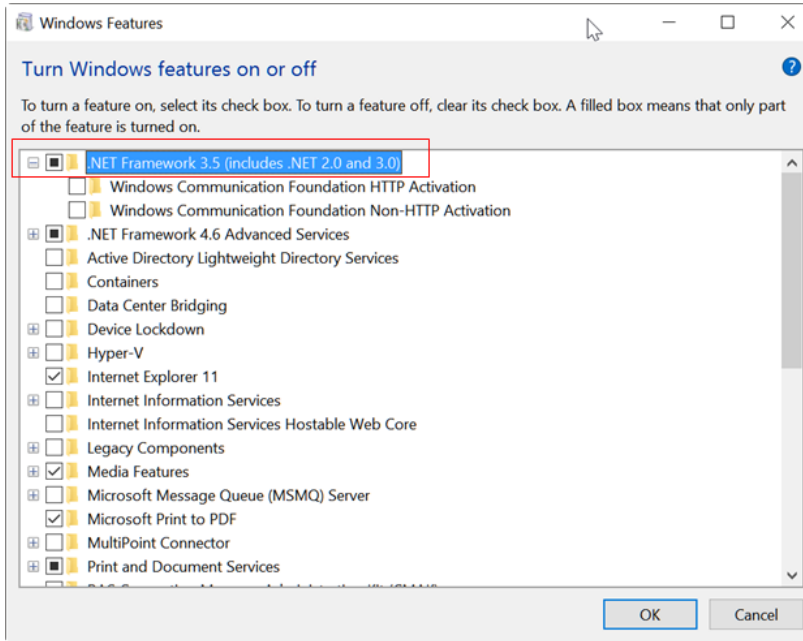 Windows Features
Turn Windows features on or off
To turn a feature on, select its check box. To turn a feature off, clear its check box. A filled box means that only part
of the feature is turned on.
.NET Framework 3.5 (includes .NET 2.0 and 3.0)
Windows Communication Foundation HTTP Activation
Windows Communication Foundation Non-HTTP Activation
.NET Framework 4.6 Advanced Services
Active Directory Lightweight Directory Services
Containers
Data Center Bridging
Device Lockdown
Hyper-V
Internet Explorer 11
Internet Information Services
Internet Information Services Hostable Web Core
Legacy Components
Media Features
Microsoft Message Queue (MSMQ) Server
Microsoft Print to PDF
MultiPoint Connector
Print and Document Services
OK Cancel